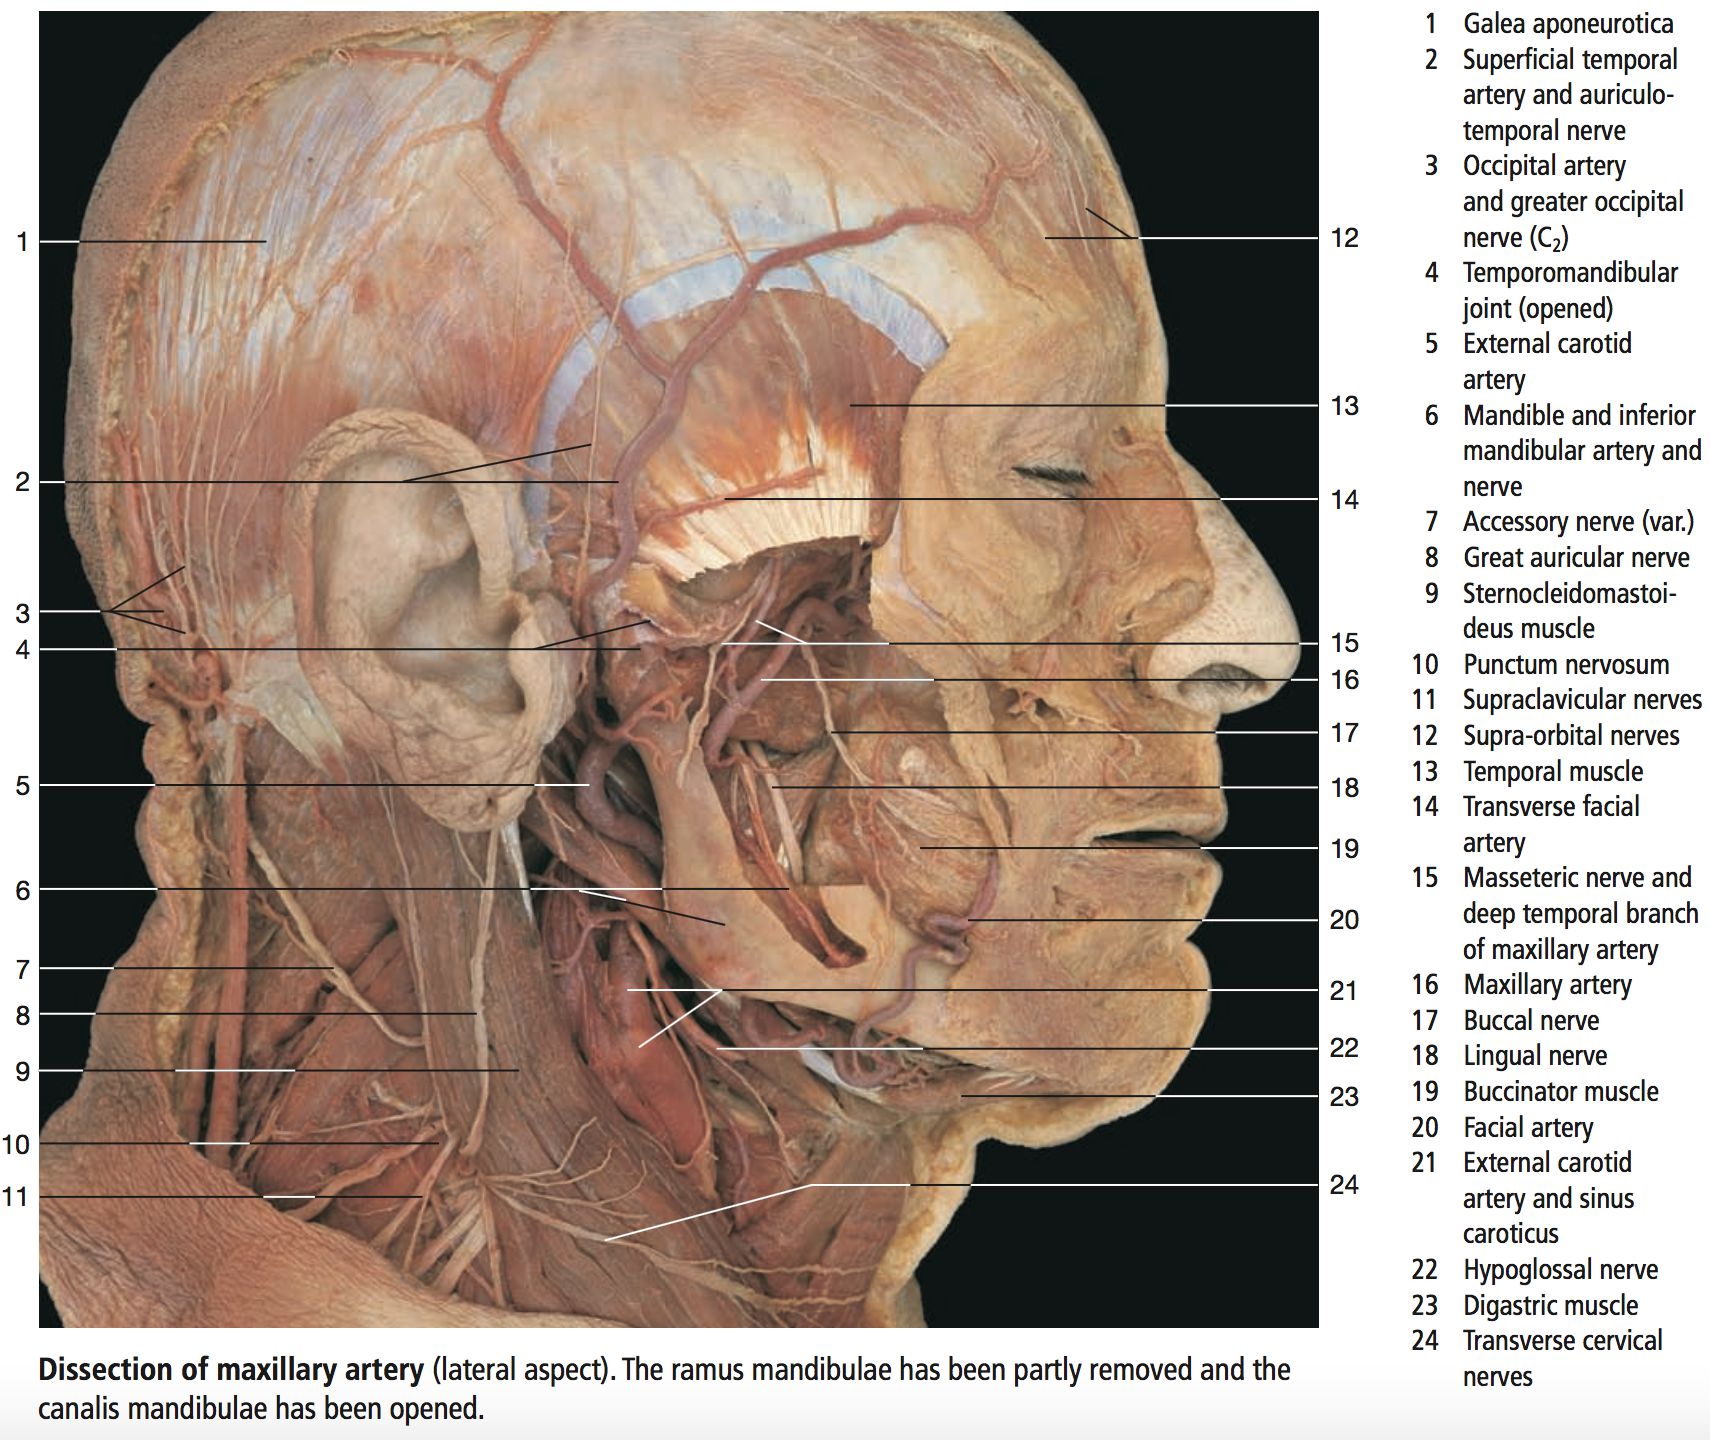 1
2
3
4
5
6
7
8
9
10
11
12
13
14
15
16
17
18
19
20
21
22
23
24
1 Galea aponeurotica
2 Superficial temporal
artery and auriculo-
temporal nerve
3 Occipital artery
and greater occipital
nerve (C₂)
4 Temporomandibular
joint (opened)
5 External carotid
artery
6 Mandible and inferior
mandibular artery and
nerve
7 Accessory nerve (var.)
8 Great auricular nerve
9 Sternocleidomastoi-
deus muscle
10 Punctum nervosum
11 Supraclavicular nerves
12 Supra-orbital nerves
13 Temporal muscle
14 Transverse facial
artery
15 Masseteric nerve and
deep temporal branch
of maxillary artery
16 Maxillary artery
17 Buccal nerve
18 Lingual nerve
19 Buccinator muscle
20 Facial artery
21 External carotid
artery and sinus
caroticus
22 Hypoglossal nerve
23 Digastric muscle
24 Transverse cervical
nerves
Dissection of maxillary artery (lateral aspect). The ramus mandibulae has been partly removed and the
canalis mandibulae has been opened.